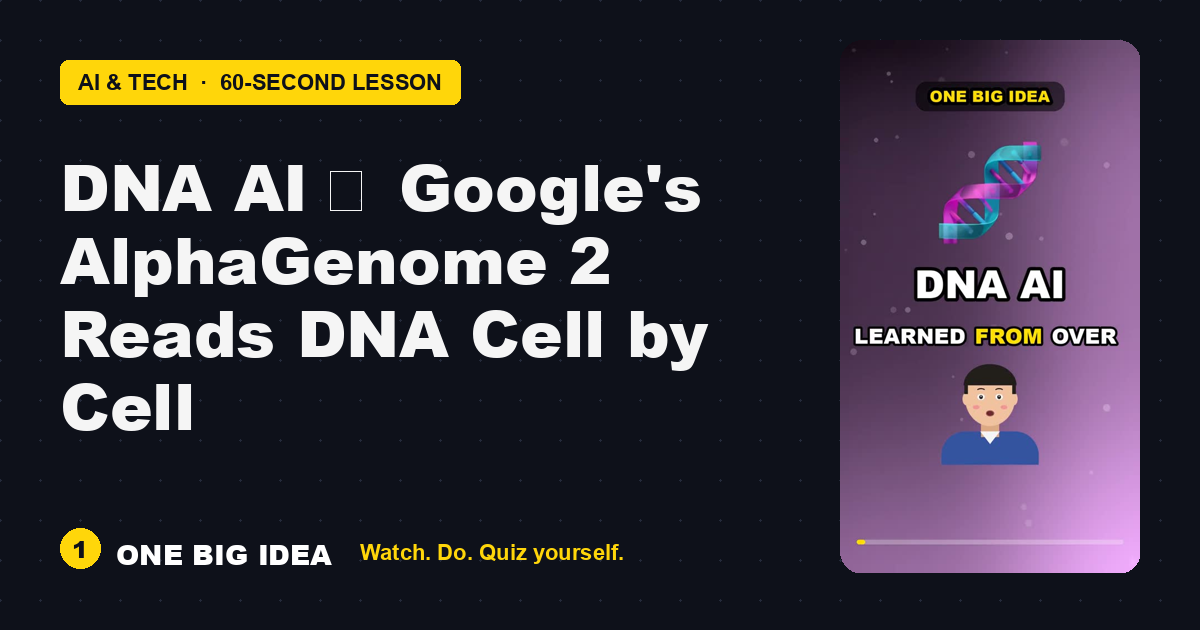 AI & TECH · 60-SECOND LESSON
DNA AI □ Google's
AlphaGenome 2
Reads DNA Cell by
Cell
1 ONE BIG IDEA Watch. Do. Quiz yourself.
ONE BIG IDEA
DNA AI
LEARNED FROM OVER